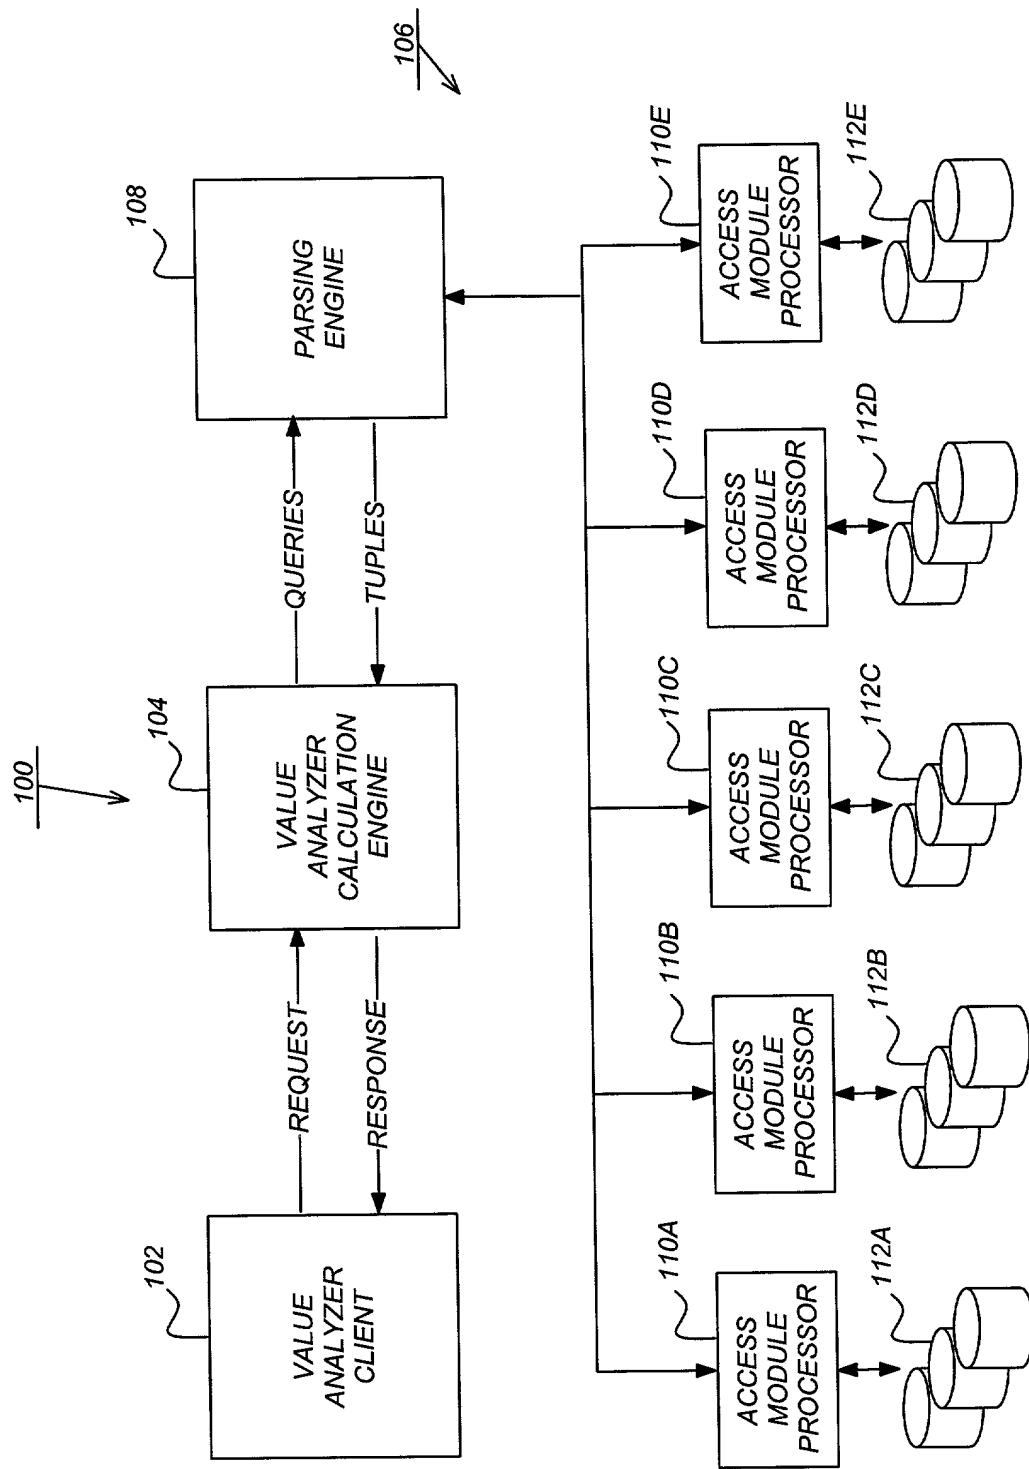 100
106
102
VALUE
ANALYZER
CLIENT
REQUEST
RESPONSE
104
VALUE
ANALYZER
CALCULATION
ENGINE
QUERIES
TUPLES
108
PARSING
ENGINE
110A
ACCESS
MODULE
PROCESSOR
112A
110B
ACCESS
MODULE
PROCESSOR
112B
110C
ACCESS
MODULE
PROCESSOR
112C
110D
ACCESS
MODULE
PROCESSOR
112D
110E
ACCESS
MODULE
PROCESSOR
112E